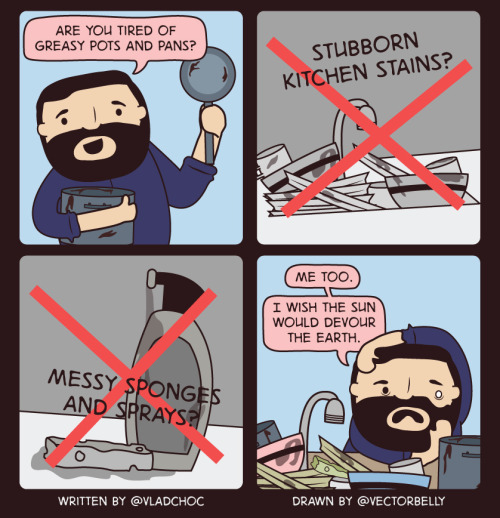 ARE YOU TIRED OF
GREASY POTS AND PANS?
STUBBORN
KITCHEN STAINS?
MESSY SPONGES
AND SPRAYS?
ME TOO.
I WISH THE SUN
WOULD DEVOUR
THE EARTH.
WRITTEN BY @VLADCHOC
DRAWN BY @VECTORBELLY